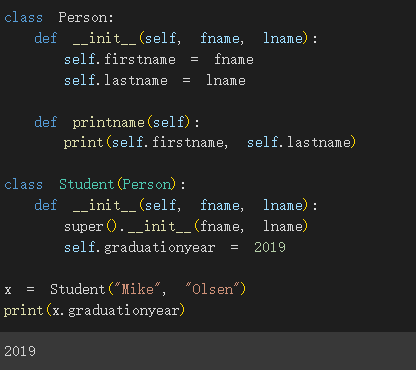 class Person:
    def __init__(self, fname, lname):
        self.firstname = fname
        self.lastname = lname

    def printname(self):
        print(self.firstname, self.lastname)

class Student(Person):
    def __init__(self, fname, lname):
        super().__init__(fname, lname)
        self.graduationyear = 2019

x = Student("Mike", "Olsen")
print(x.graduationyear)
2019